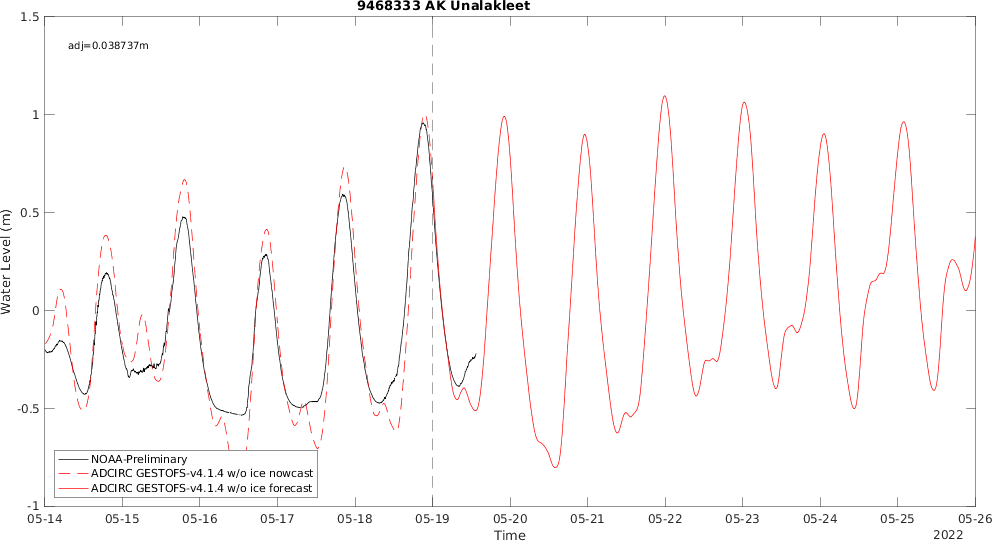 9468333 AK Unalakleet
adj=0.038737m
1.5
1
0.5
0
-0.5
-1
Water Level (m)
NOAA-Preliminary
ADCIRC GESTOFS-v4.1.4 w/o ice nowcast
ADCIRC GESTOFS-v4.1.4 w/o ice forecast
05-14 05-15 05-16 05-17 05-18 05-19 05-20 05-21 05-22 05-23 05-24 05-25 05-26
Time
2022